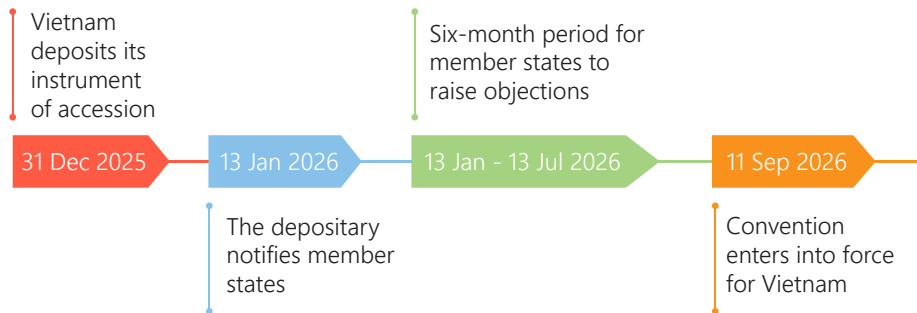 Vietnam
deposits its
instrument
of accession
Six-month period for
member states to
raise objections
31 Dec 2025
13 Jan 2026
13 Jan - 13 Jul 2026
11 Sep 2026
The depositary
notifies member
states
Convention
enters into force
for Vietnam